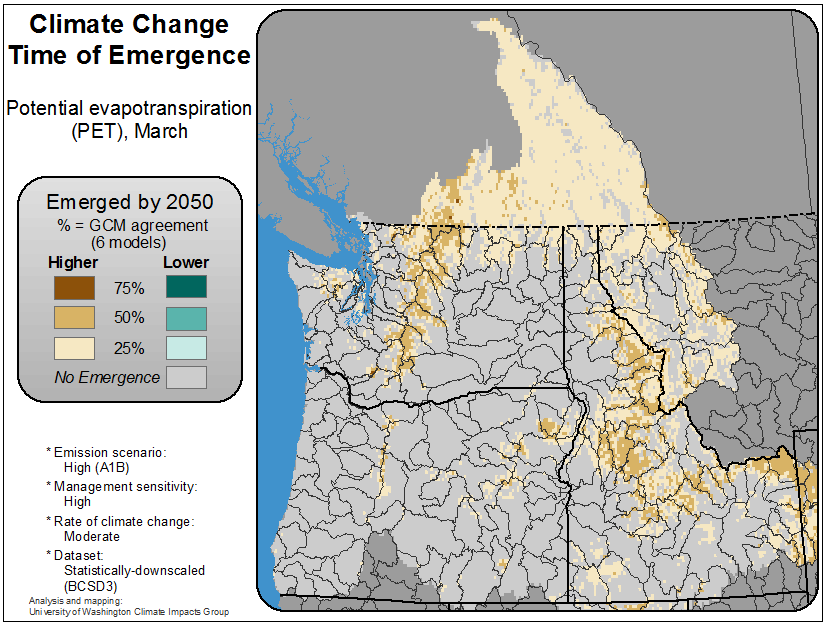 Climate Change
Time of Emergence
Potential evapotranspiration
(PET), March
Emerged by 2050
% = GCM agreement
(6 models)
Higher Lower
75%
50%
25%
No Emergence
* Emission scenario:
High (A1B)
* Management sensitivity:
High
* Rate of climate change:
Moderate
* Dataset:
Statistically-downscaled
(BCSD3)
Analysis and mapping:
University of Washington Climate Impacts Group